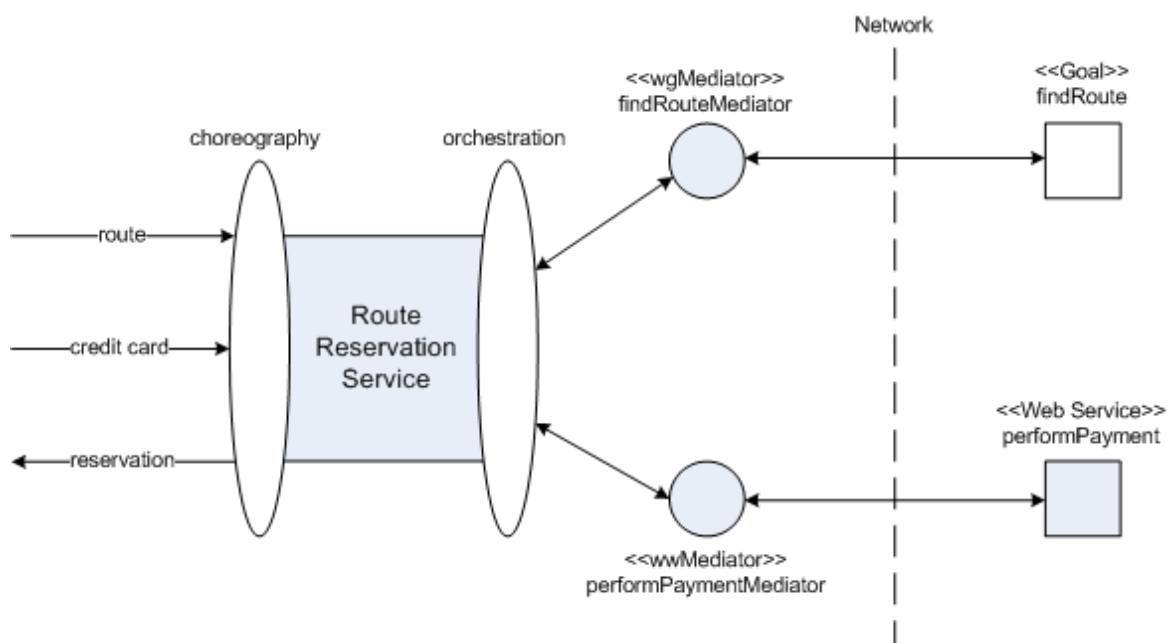 Network
<<wgMediator>>
findRouteMediator
<<Goal>>
findRoute
choreography
orchestration
route
credit card
reservation
Route
Reservation
Service
<<Web Service>>
performPayment
<<wwMediator>>
performPaymentMediator